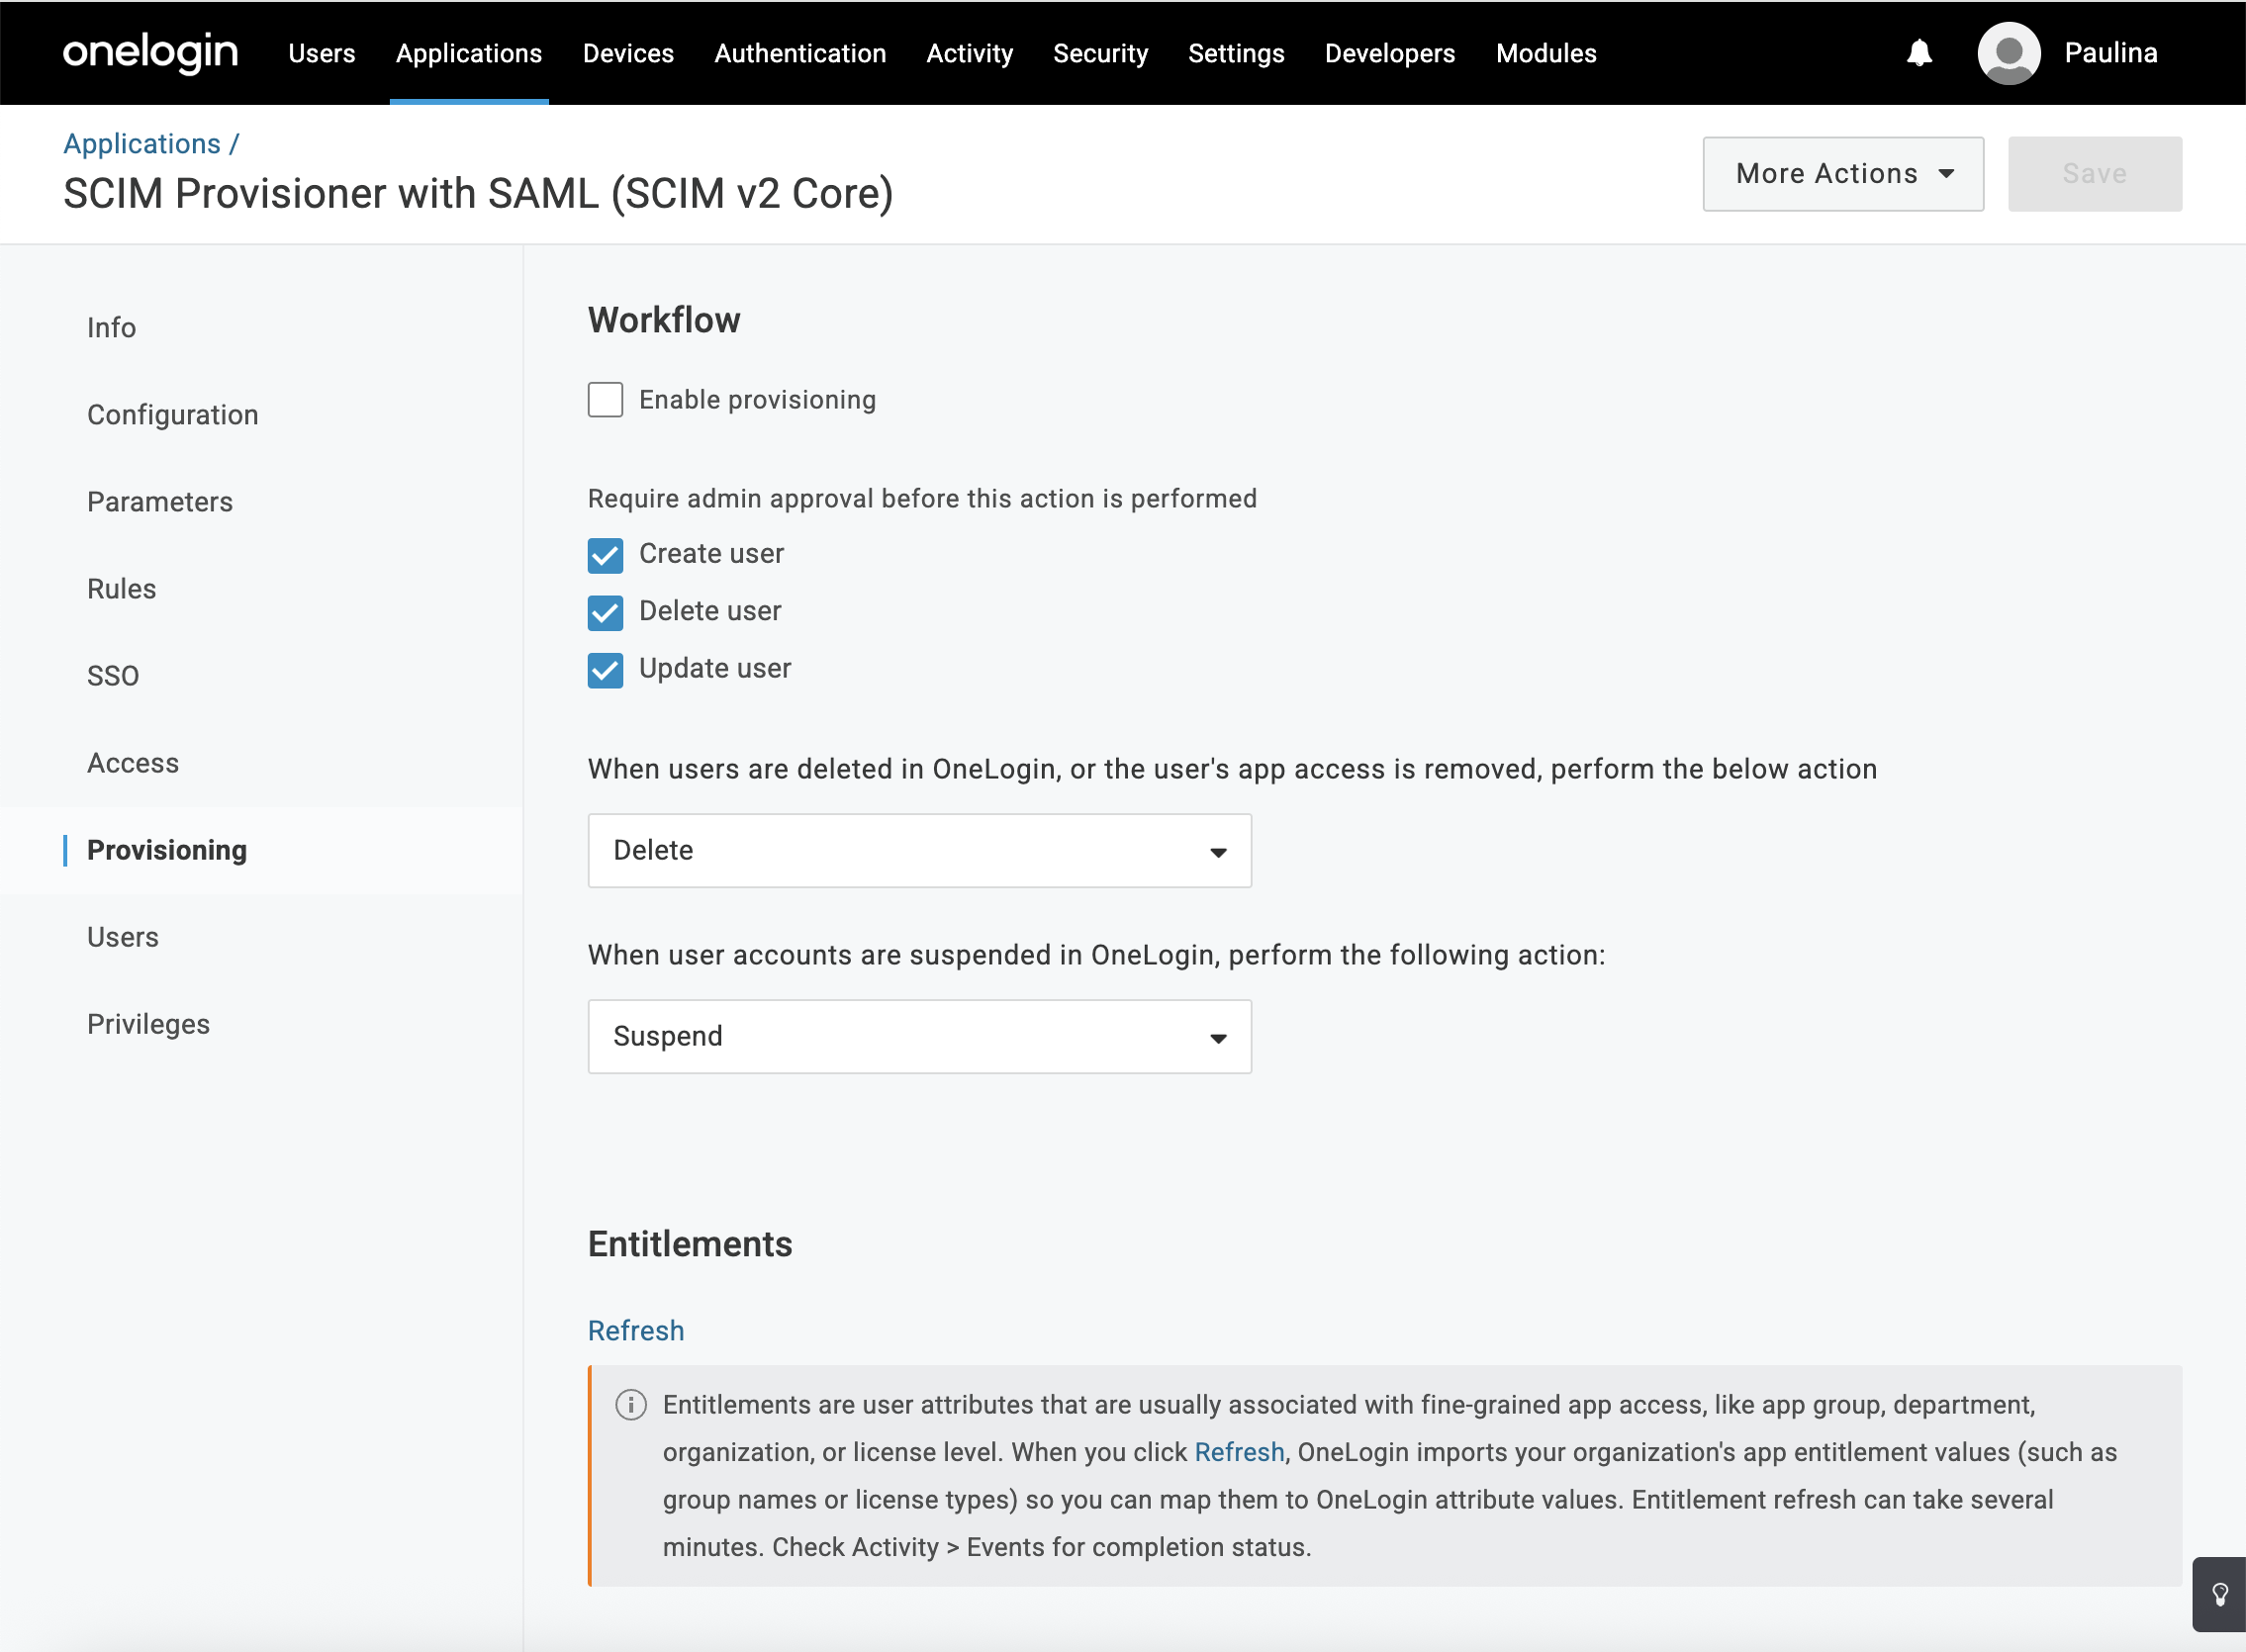 onelogin Users Applications Devices Authentication Activity Security Settings Developers Modules Paulina
Applications /
SCIM Provisioner with SAML (SCIM v2 Core)
More Actions
Save
Info
Configuration
Parameters
Rules
SSO
Access
Provisioning
Users
Privileges
Workflow
Enable provisioning
Require admin approval before this action is performed
Create user
Delete user
Update user
When users are deleted in OneLogin, or the user's app access is removed, perform the below action
Delete
When user accounts are suspended in OneLogin, perform the following action:
Suspend
Entitlements
Refresh
Entitlements are user attributes that are usually associated with fine-grained app access, like app group, department,
organization, or license level. When you click Refresh, OneLogin imports your organization's app entitlement values (such as
group names or license types) so you can map them to OneLogin attribute values. Entitlement refresh can take several
minutes. Check Activity > Events for completion status.